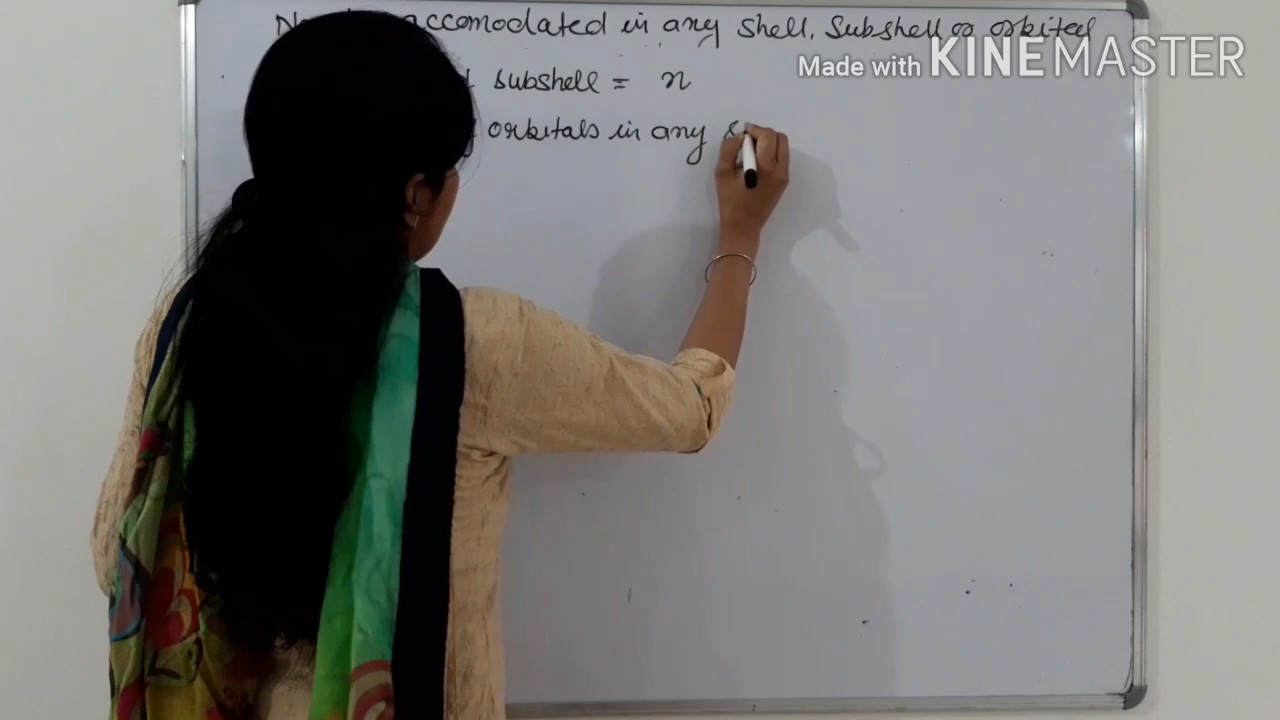 accomodated in any shell, Subshell or orbital
subshell = n
orbitals in any
Made with KINEMASTER